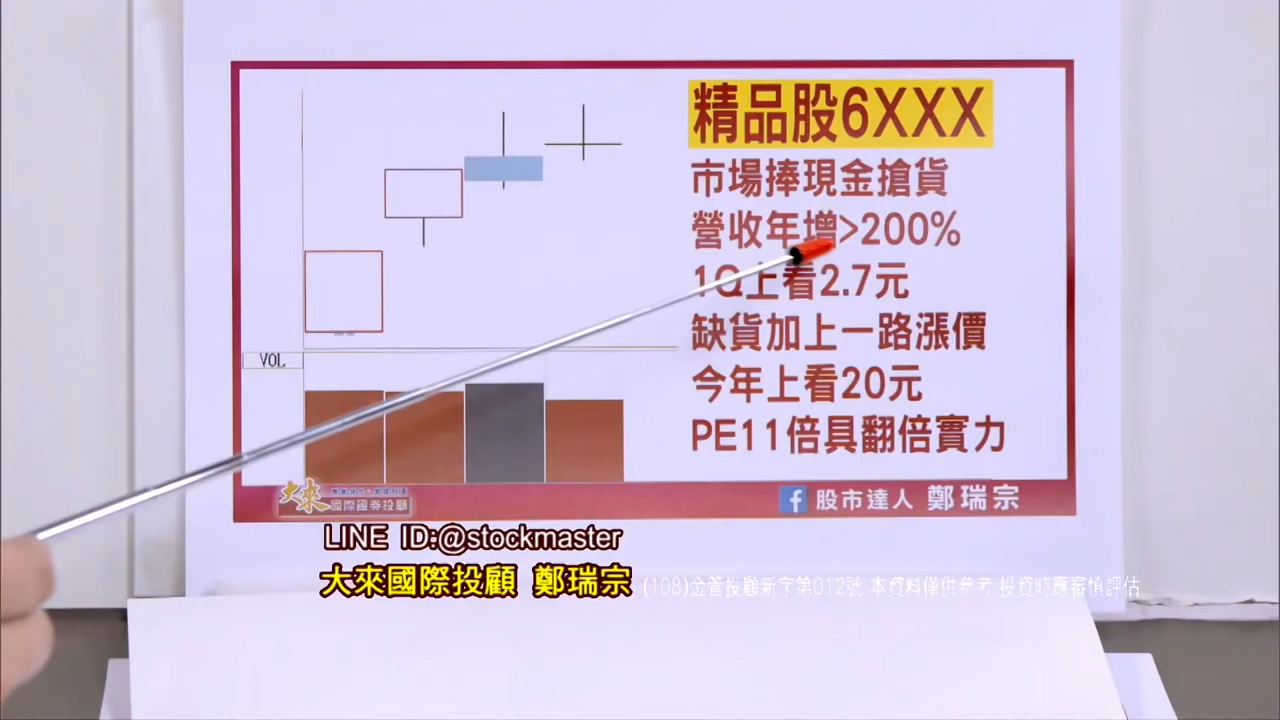 精品股6XXX
市場捧現金搶貨
營收年增>200%
1Q上看2.7元
缺貨加上一路漲價
今年上看20元
PE11倍具翻倍實力
VOL
大來
國際證券投顧
股市達人 鄭瑞宗
LINE ID:@stockmaster
大來國際投顧 鄭瑞宗
(108)金管投顧新字第012號 本資料僅供參考 投資時應審慎評估